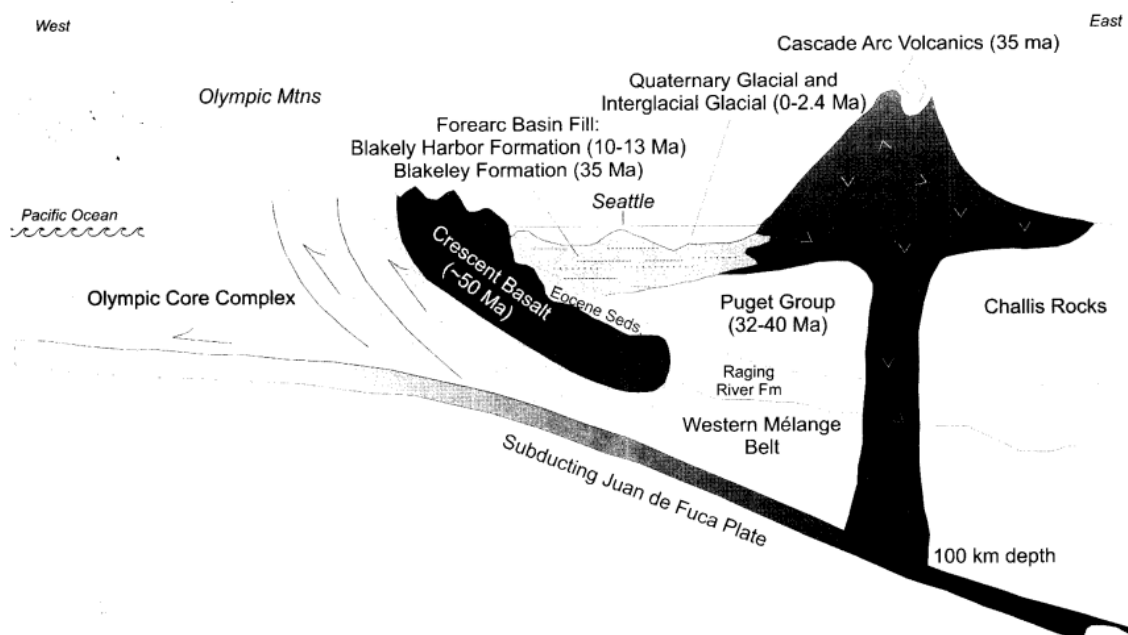 West
East
Cascade Arc Volcanics (35 ma)
Quaternary Glacial and
Interglacial Glacial (0-2.4 Ma)
Olympic Mtns
Forearc Basin Fill:
Blakely Harbor Formation (10-13 Ma)
Blakeley Formation (35 Ma)
Seattle
Pacific Ocean
Crescent Basalt
(~50 Ma)
Eocene Seds.
Olympic Core Complex
Puget Group
(32-40 Ma)
Challis Rocks
Raging
River Fm
Western Mélange
Belt
Subducting Juan de Fuca Plate
100 km depth